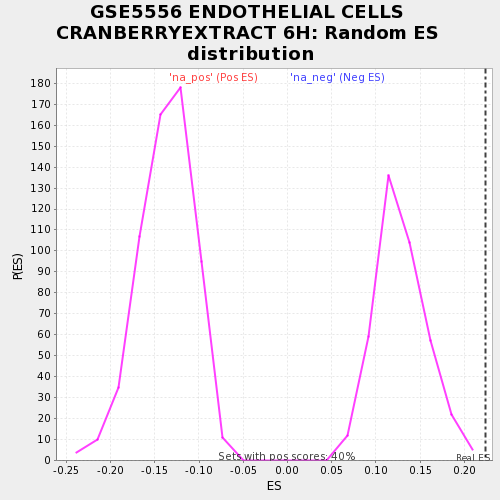 GSE5556 ENDOTHELIAL CELLS
CRANBERRYEXTRACT 6H: Random ES
distribution
'na_pos' (Pos ES) 'na_neg' (Neg ES)
180
170
160
150
140
130
120
110
100
90
80
70
60
50
40
30
20
10
0
P(ES)
Sets with pos scores: 40%
Real ES
-0.25 -0.20 -0.15 -0.10 -0.05 0.00 0.05 0.10 0.15 0.20
ES